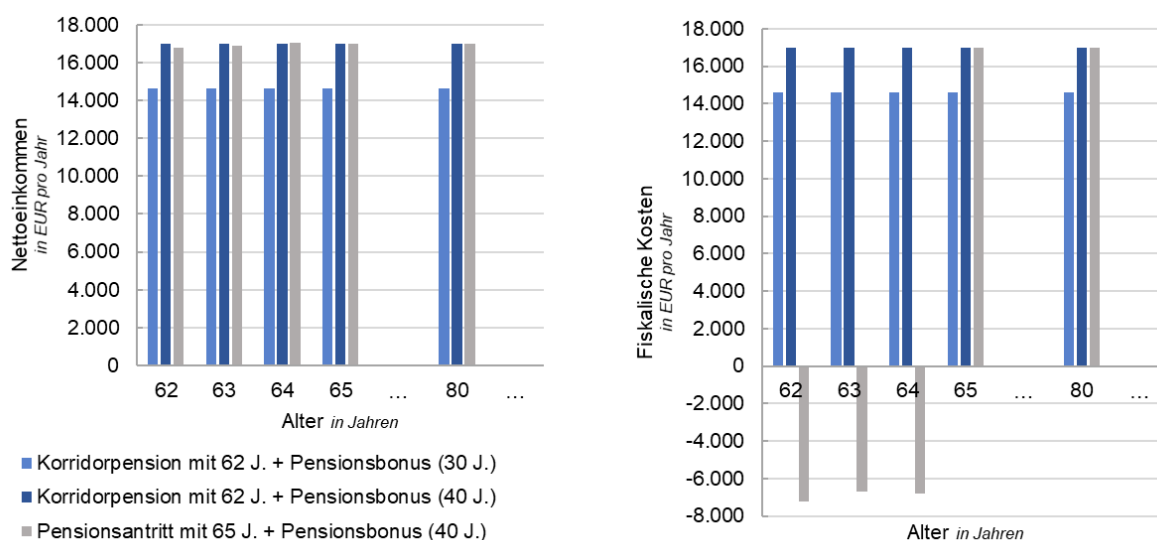 18.000
16.000
14.000
12.000
10.000
8.000
6.000
4.000
2.000
0
Nettoeinkommen
in EUR pro Jahr
62 63 64 65 … 80 …
Alter in Jahren
Korridorpension mit 62 J. + Pensionsbonus (30 J.)
Korridorpension mit 62 J. + Pensionsbonus (40 J.)
Pensionsantritt mit 65 J. + Pensionsbonus (40 J.)
18.000
16.000
14.000
12.000
10.000
8.000
6.000
4.000
2.000
0
-2.000
-4.000
-6.000
-8.000
Fiskalische Kosten
in EUR pro Jahr
62 63 64 65 … 80 …
Alter in Jahren